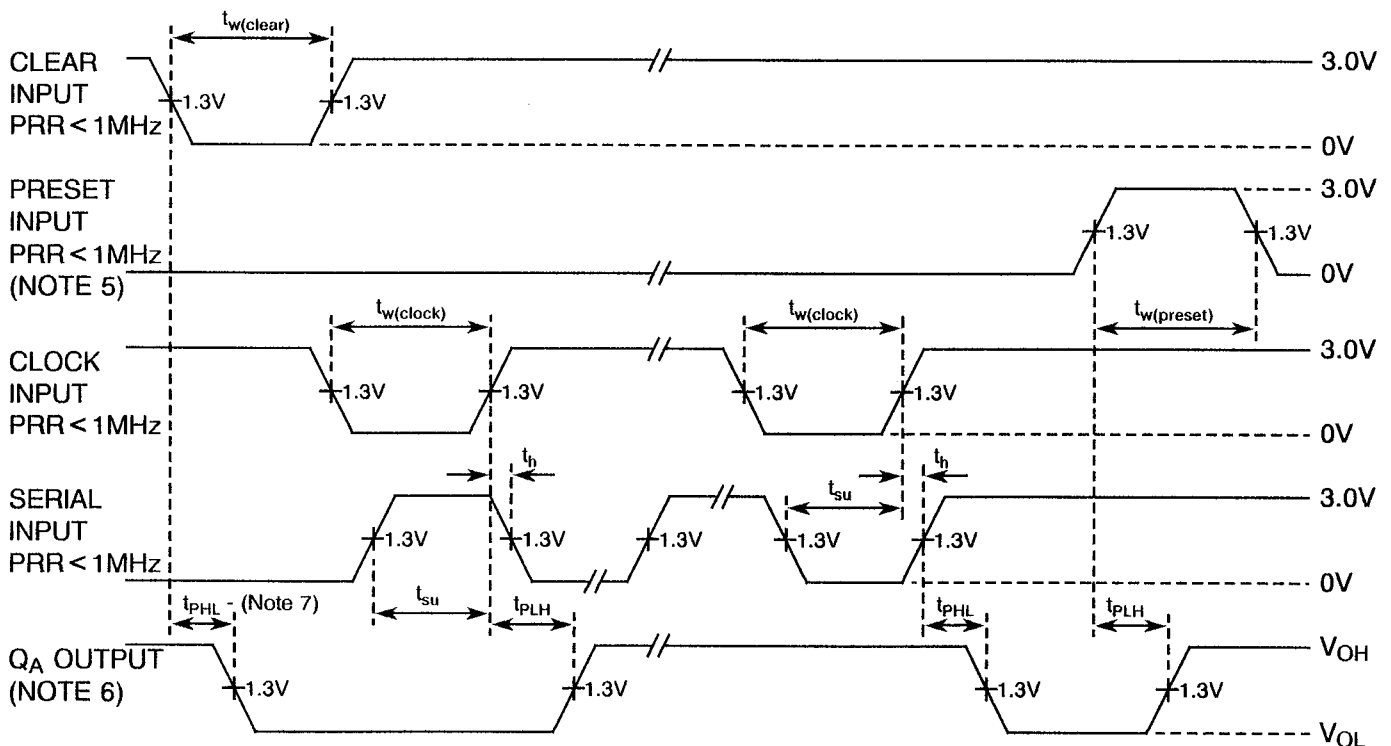 tw(clear)
CLEAR
INPUT
PRR < 1MHz
1.3V
1.3V
3.0V
0V
PRESET
INPUT
PRR < 1MHz
(NOTE 5)
1.3V
1.3V
3.0V
0V
tw(clock)
tw(clock)
tw(preset)
CLOCK
INPUT
PRR < 1MHz
1.3V
1.3V
1.3V
1.3V
3.0V
0V
th
tsu
th
SERIAL
INPUT
PRR < 1MHz
1.3V
1.3V
1.3V
1.3V
1.3V
3.0V
0V
tPHL - (Note 7)
tsu
tPLH
tPHL
tPLH
QA OUTPUT
(NOTE 6)
1.3V
1.3V
1.3V
1.3V
VOH
VOL